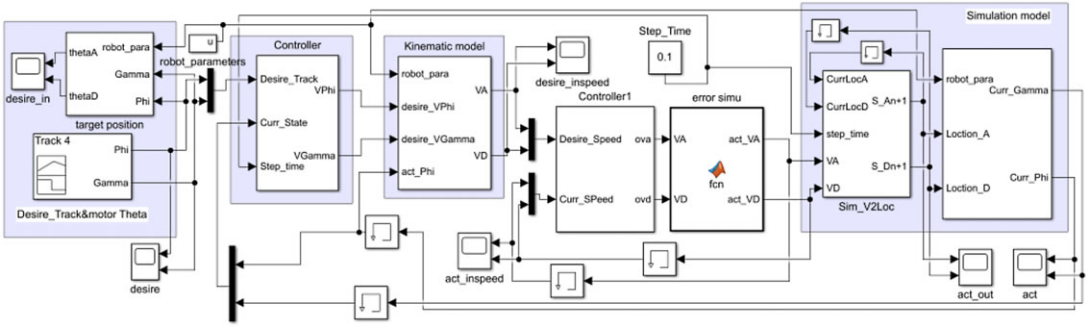 robot_para
Gamma
Phi
thetaA
thetaD
desire_in
target position
Track 4
Phi
Gamma
Desire_Track&motor Theta
desire
u
robot_parameters
Controller
Desire_Track
VPhi
Curr_State
VGamma
Step_time
Kinematic model
robot_para
VA
desire_VPhi
desire_VGamma
VD
act_Phi
desire_inspeed
Step_Time
0.1
Controller1
Desire_Speed
ova
Curr_SPeed
ovd
error simu
VA
act_VA
fcn
VD
act_VD
act_inspeed
Simulation model
CurrLocA
S_An+1
CurrLocD
step_time
VA
S_Dn+1
VD
Sim_V2Loc
robot_para
Curr_Gamma
Loction_A
Curr_Phi
Loction_D
act_out
act